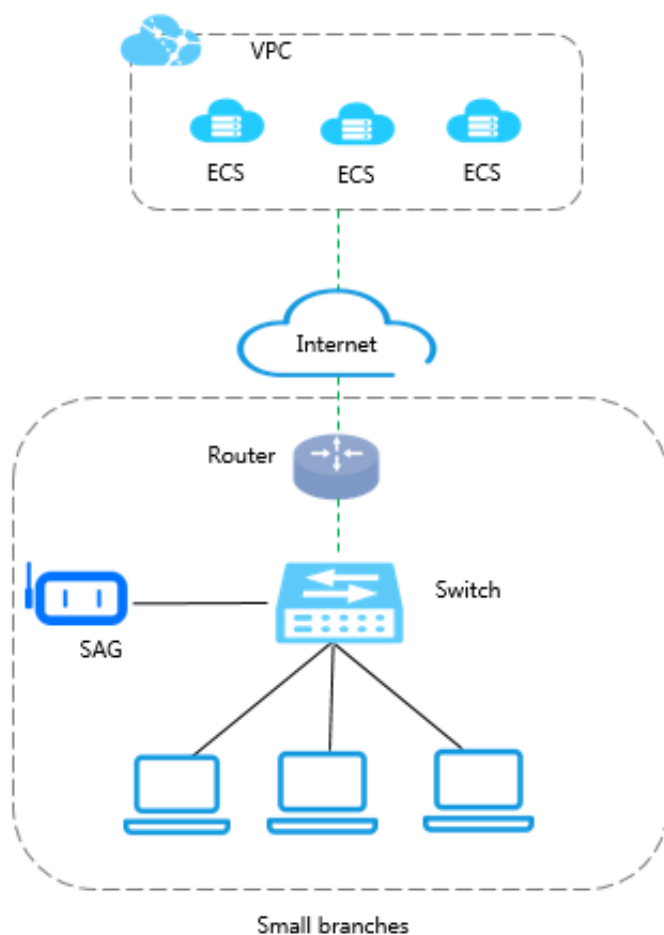 VPC
ECS
ECS
ECS
Internet
Router
Switch
SAG
Small branches